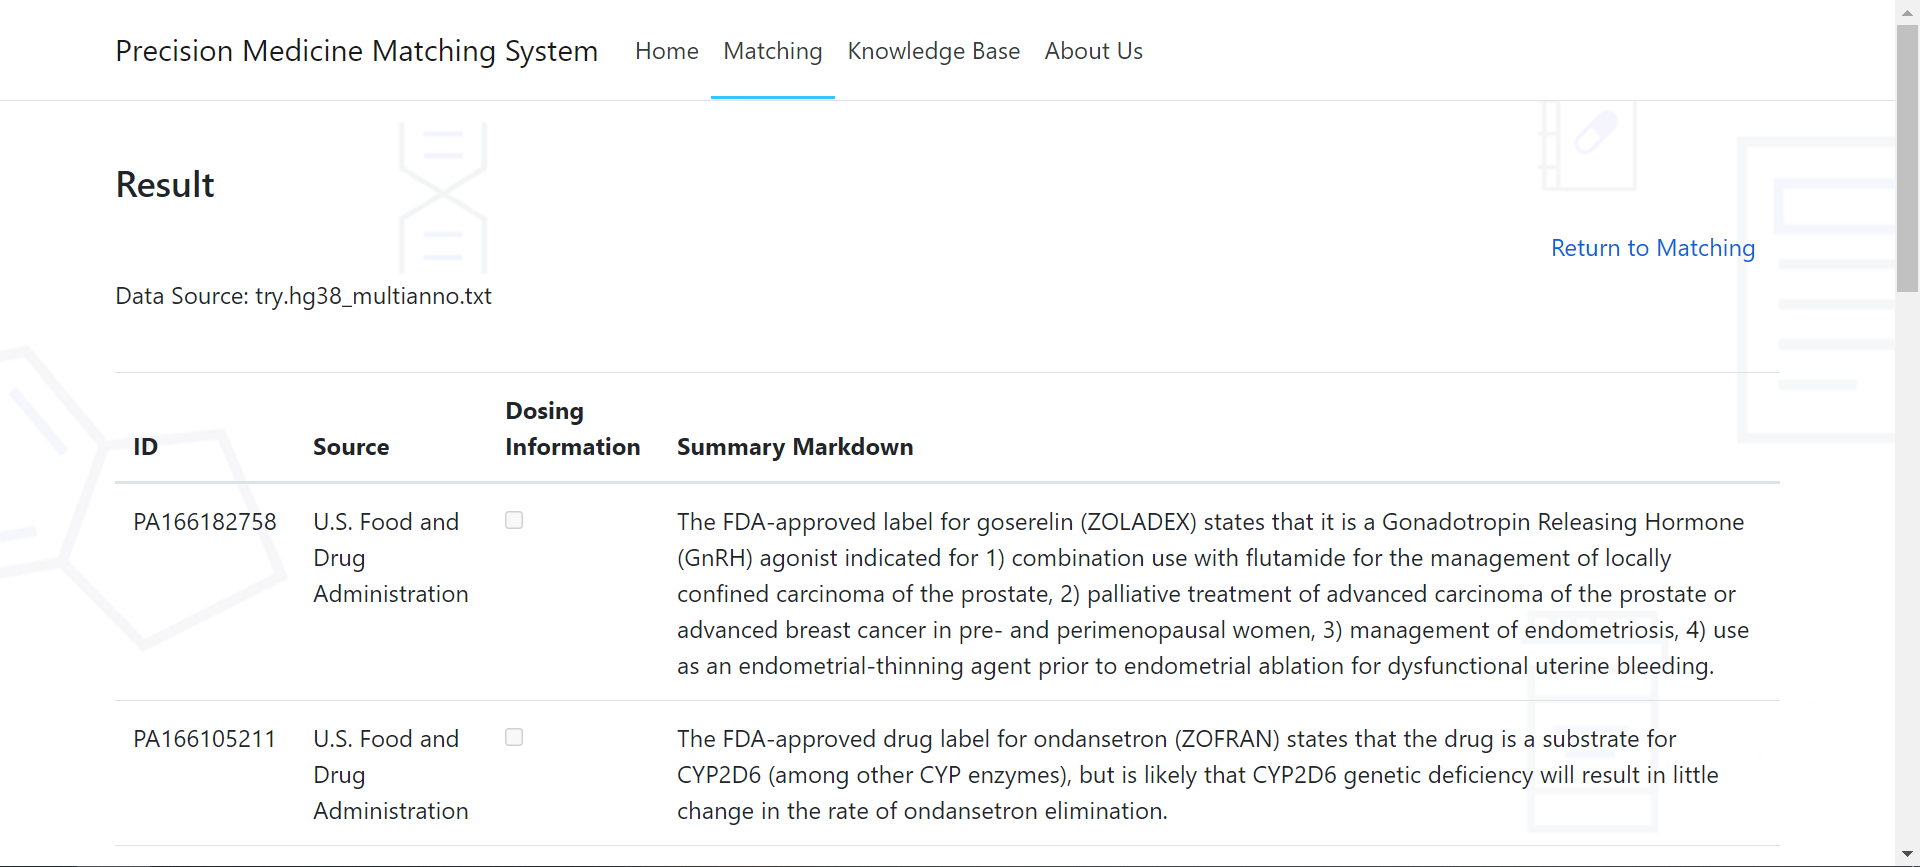 Precision Medicine Matching System Home Matching Knowledge Base About Us
Result
Return to Matching
Data Source: try.hg38_multianno.txt
ID Source Dosing Information Summary Markdown
PA166182758
U.S. Food and
Drug
Administration
The FDA-approved label for goserelin (ZOLADEX) states that it is a Gonadotropin Releasing Hormone
(GnRH) agonist indicated for 1) combination use with flutamide for the management of locally
confined carcinoma of the prostate, 2) palliative treatment of advanced carcinoma of the prostate or
advanced breast cancer in pre- and perimenopausal women, 3) management of endometriosis, 4) use
as an endometrial-thinning agent prior to endometrial ablation for dysfunctional uterine bleeding.
PA166105211
U.S. Food and
Drug
Administration
The FDA-approved drug label for ondansetron (ZOFRAN) states that the drug is a substrate for
CYP2D6 (among other CYP enzymes), but is likely that CYP2D6 genetic deficiency will result in little
change in the rate of ondansetron elimination.